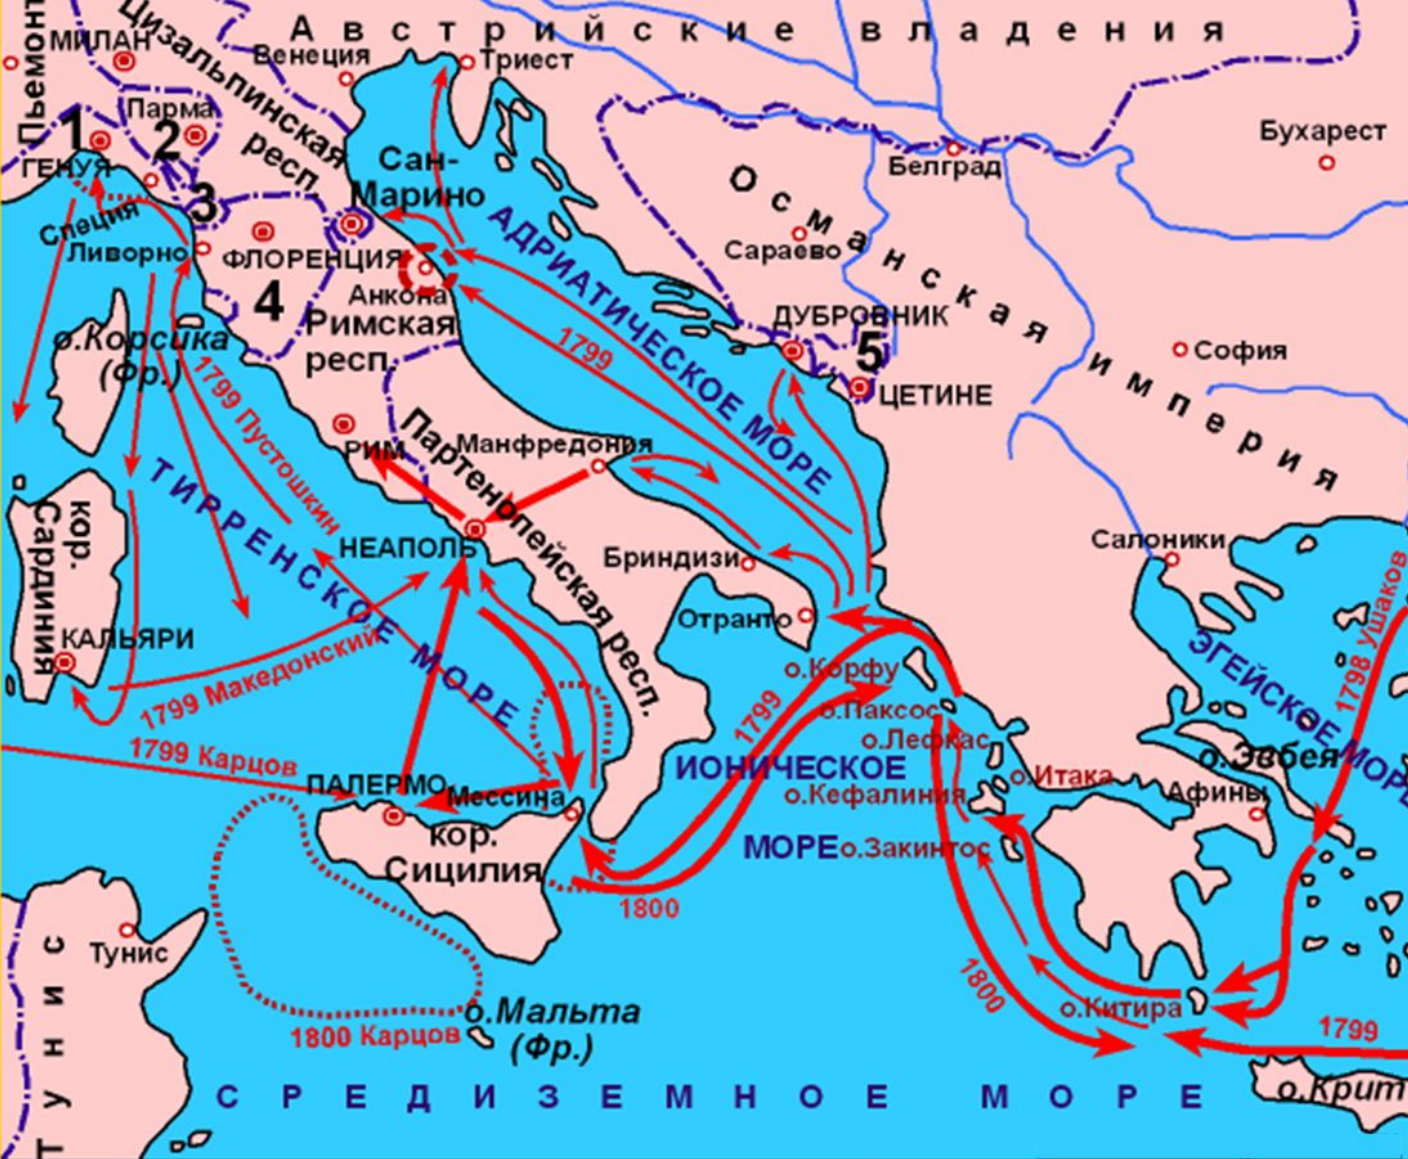 Австрийские владения
Пьемонт
МИЛАН
Цизальпинская
респ.
Венеция
Триест
Парма
1
2
ГЕНУЯ
Специя
3
Сан-
Марино
Ливорно
ФЛОРЕНЦИЯ
4
Анкона
Римская
респ.
о.Корсика
(Фр.)
АДРИАТИЧЕСКОЕ МОРЕ
1799
Белград
Бухарест
Османская империя
Сараево
ДУБРОВНИК
5
ЦЕТИНЕ
София
1799 Пустошкин
РИМ
Партенопейская респ.
Манфредония
ТИРРЕНСКОЕ МОРЕ
НЕАПОЛЬ
Бриндизи
Отранто
Салоники
кор.
Сардиния
КАЛЬЯРИ
1799 Македонский
1799 Карцов
ПАЛЕРМО
Мессина
кор.
Сицилия
1799
1800
о.Корфу
о.Паксос
о.Лефкас
ИОНИЧЕСКОЕ
МОРЕ
о.Кефалиния
о.Итака
о.Закинтос
1798 Ушаков
ЭГЕЙСКОЕ МОРЕ
о.Эвбея
Афины
Тунис
Тунис
1800 Карцов
о.Мальта
(Фр.)
1800
о.Китира
1799
о.Крит
СРЕДИЗЕМНОЕ МОРЕ